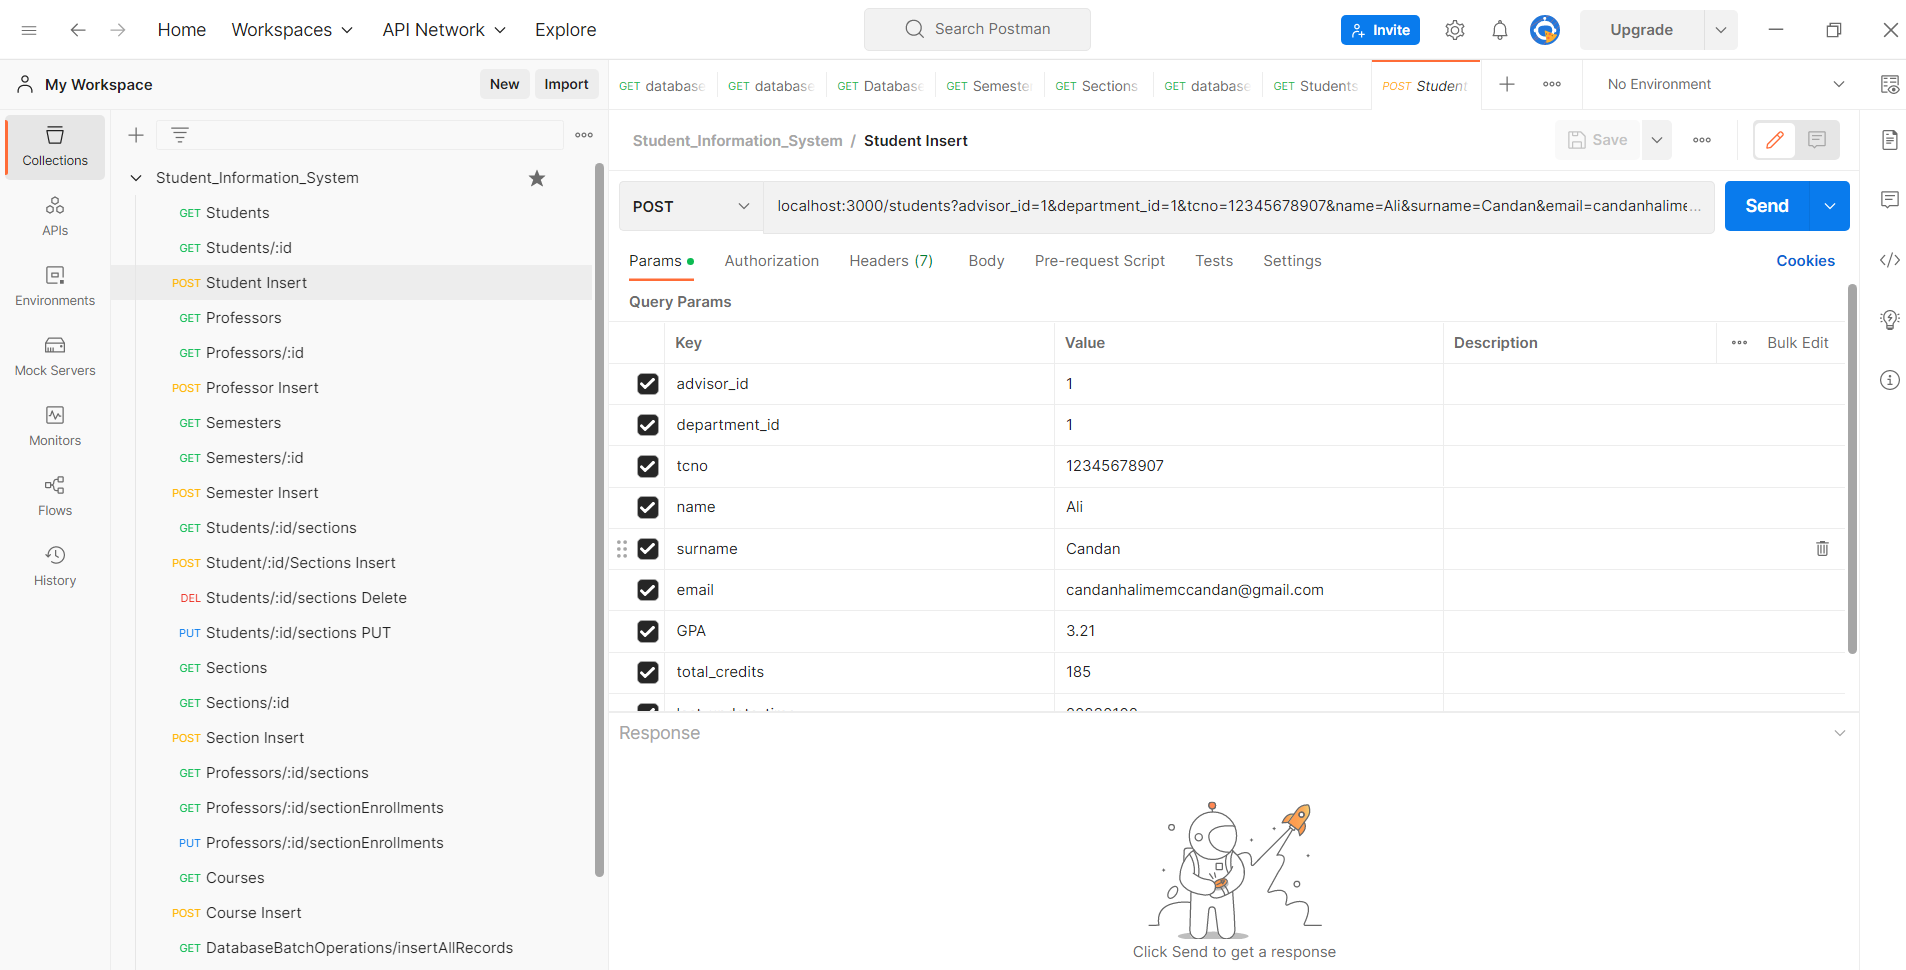 Home Workspaces API Network Explore Search Postman Invite Upgrade
My Workspace New Import
GET database GET database GET Database GET Semeste GET Sections GET database GET Students POST Student No Environment
Collections
APIs
Environments
Mock Servers
Monitors
Flows
History
Student_Information_System
GET Students
GET Students/:id
POST Student Insert
GET Professors
GET Professors/:id
POST Professor Insert
GET Semesters
GET Semesters/:id
POST Semester Insert
GET Students/:id/sections
POST Student/:id/Sections Insert
DEL Students/:id/sections Delete
PUT Students/:id/sections PUT
GET Sections
GET Sections/:id
POST Section Insert
GET Professors/:id/sections
GET Professors/:id/sectionEnrollments
PUT Professors/:id/sectionEnrollments
GET Courses
POST Course Insert
GET DatabaseBatchOperations/insertAllRecords
Student_Information_System / Student Insert Save
POST localhost:3000/students?advisor_id=1&department_id=1&tcno=12345678907&name=Ali&surname=Candan&email=candanhalime... Send
Params Authorization Headers (7) Body Pre-request Script Tests Settings Cookies
Query Params
Key Value Description Bulk Edit
advisor_id 1
department_id 1
tcno 12345678907
name Ali
surname Candan
email candanhalimemccandan@gmail.com
GPA 3.21
total_credits 185
Response
Click Send to get a response